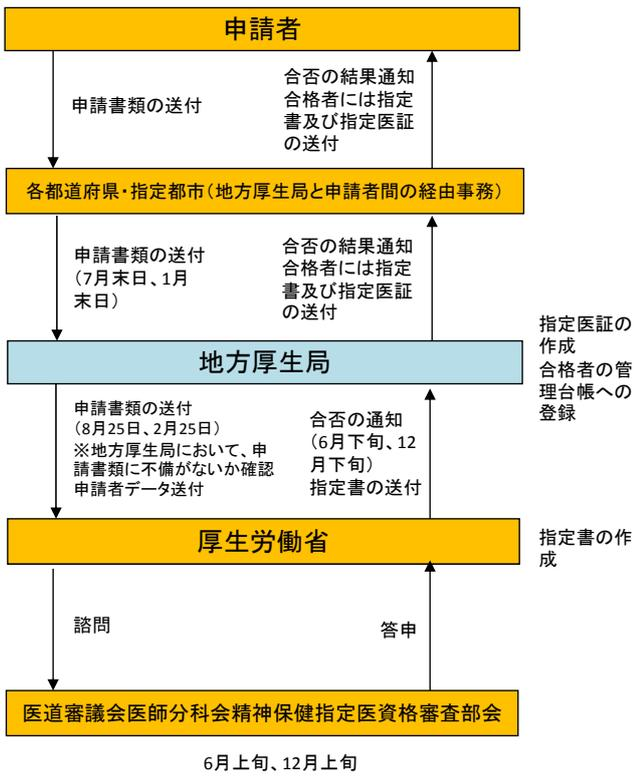 申請者
申請書類の送付
合否の結果通知
合格者には指定
書及び指定医証
の送付
各都道府県・指定都市（地方厚生局と申請者間の経由事務）
申請書類の送付
（7月末日、1月
末日）
合否の結果通知
合格者には指定
書及び指定医証
の送付
地方厚生局
指定医証の
作成
合格者の管
理台帳への
登録
申請書類の送付
（8月25日、2月25日）
※地方厚生局において、申
請書類に不備がないか確認
申請者データ送付
合否の通知
（6月下旬、12
月下旬）
指定書の送付
厚生労働省
指定書の作
成
諮問
答申
医道審議会医師分科会精神保健指定医資格審査部会
6月上旬、12月上旬